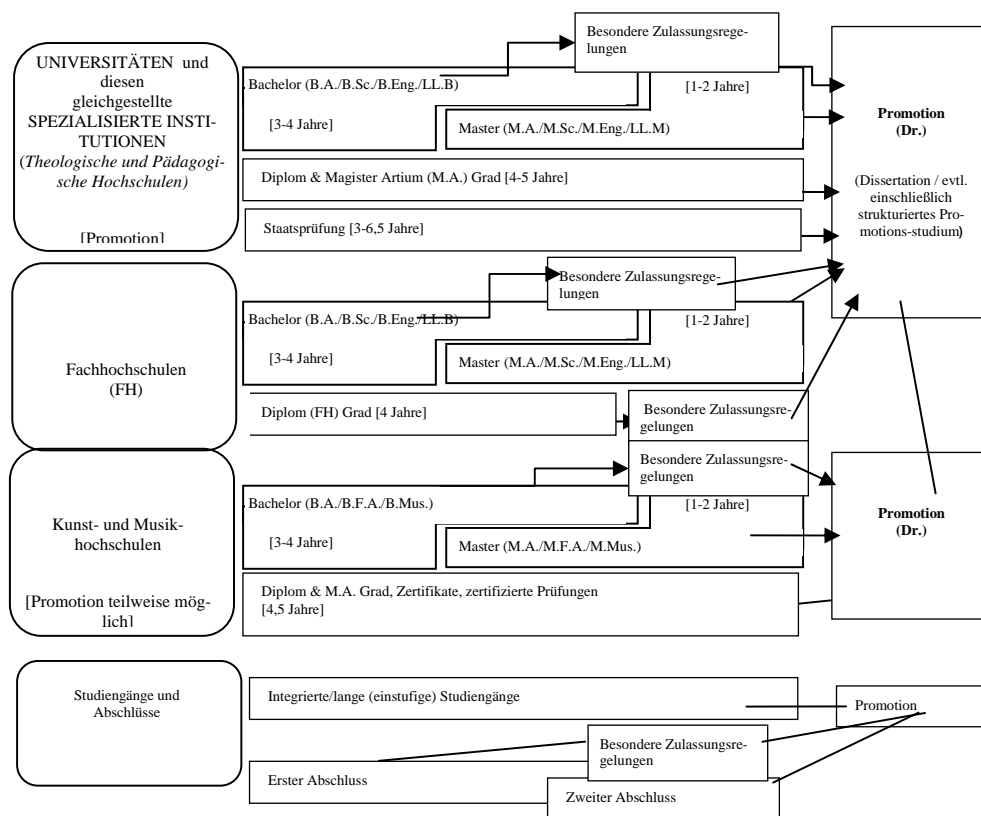 Besondere Zulassungsrege-
lungen
UNIVERSITÄTEN und
diesen
gleichgestellte
SPEZIALISIERTE INSTI-
TUTIONEN
(Theologische und Pädagogi-
sche Hochschulen)
[Promotion]
Bachelor (B.A./B.Sc./B.Eng./LL.B)
[3-4 Jahre]
[1-2 Jahre]
Master (M.A./M.Sc./M.Eng./LL.M)
Diplom & Magister Artium (M.A.) Grad [4-5 Jahre]
Staatsprüfung [3-6,5 Jahre]
Promotion
(Dr.)
(Dissertation / evtl.
einschließlich
strukturiertes Pro-
motions-studium)
Fachhochschulen
(FH)
Besondere Zulassungsrege-
lungen
Bachelor (B.A./B.Sc./B.Eng./LL.B)
[3-4 Jahre]
[1-2 Jahre]
Master (M.A./M.Sc./M.Eng./LL.M)
Diplom (FH) Grad [4 Jahre]
Besondere Zulassungsre-
gelungen
Kunst- und Musik-
hochschulen
[Promotion teilweise mög-
lich]
Besondere Zulassungsre-
gelungen
Bachelor (B.A./B.F.A./B.Mus.)
[3-4 Jahre]
[1-2 Jahre]
Master (M.A./M.F.A./M.Mus.)
Diplom & M.A. Grad, Zertifikate, zertifizierte Prüfungen
[4,5 Jahre]
Promotion
(Dr.)
Studiengänge und
Abschlüsse
Integrierte/lange (einstufige) Studiengänge
Promotion
Besondere Zulassungsre-
gelungen
Erster Abschluss
Zweiter Abschluss